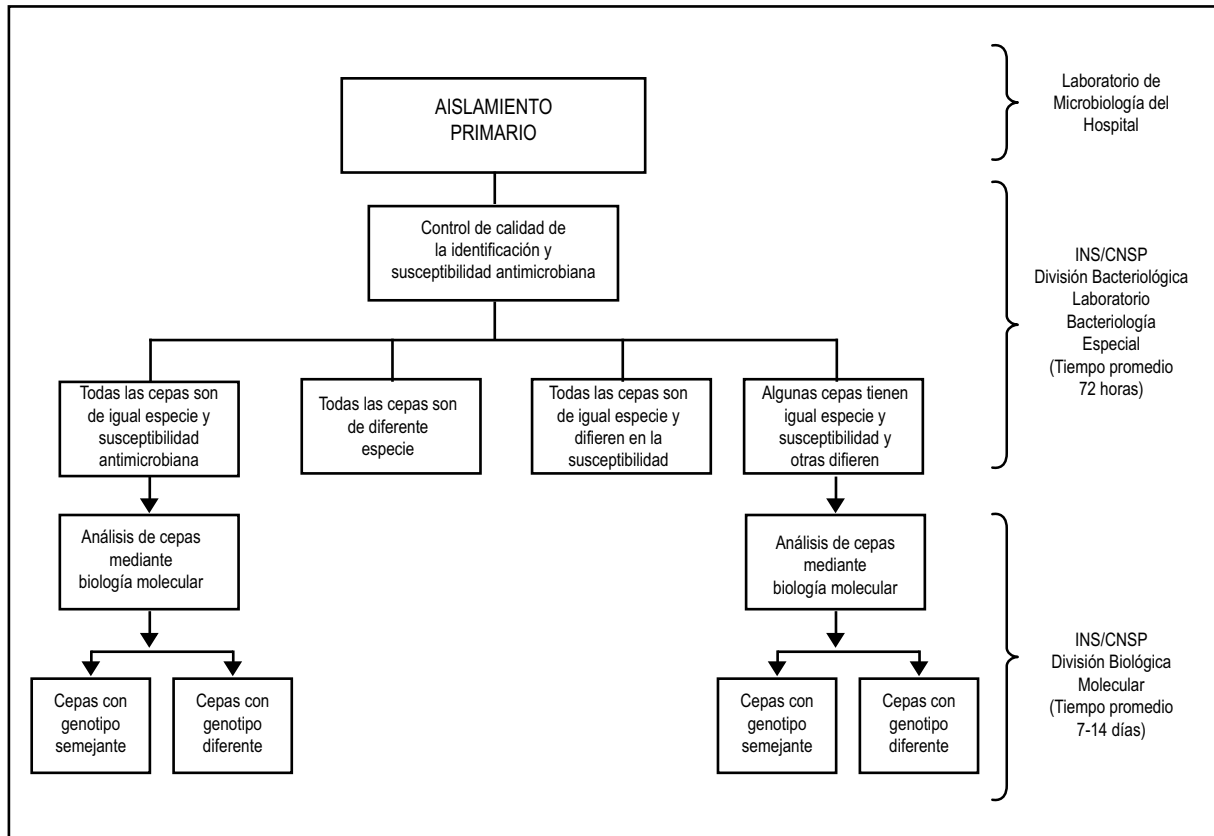 AISLAMIENTO
PRIMARIO
Laboratorio de
Microbiología del
Hospital
Control de calidad de
la identificación y
susceptibilidad antimicrobiana
INS/CNSP
División Bacteriológica
Laboratorio
Bacteriología
Especial
(Tiempo promedio
72 horas)
Todas las cepas son
de igual especie y
susceptibilidad
antimicrobiana
Todas las cepas son
de diferente
especie
Todas las cepas son
de igual especie y
difieren en la
susceptibilidad
Algunas cepas tienen
igual especie y
susceptibilidad y
otras difieren
Análisis de cepas
mediante
biología molecular
Análisis de cepas
mediante
biología molecular
INS/CNSP
División Biológica
Molecular
(Tiempo promedio
7-14 días)
Cepas con
genotipo
semejante
Cepas con
genotipo
diferente
Cepas con
genotipo
semejante
Cepas con
genotipo
diferente